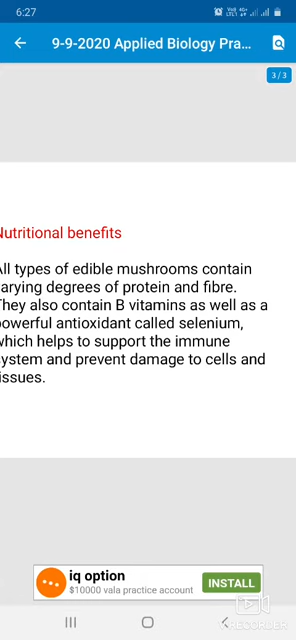 6:27
9-9-2020 Applied Biology Pra...
3 / 3
Nutritional benefits
All types of edible mushrooms contain
arying degrees of protein and fibre.
They also contain B vitamins as well as a
powerful antioxidant called selenium,
which helps to support the immune
system and prevent damage to cells and
issues.
iq option
$10000 vala practice account
INSTALL
RECORDER